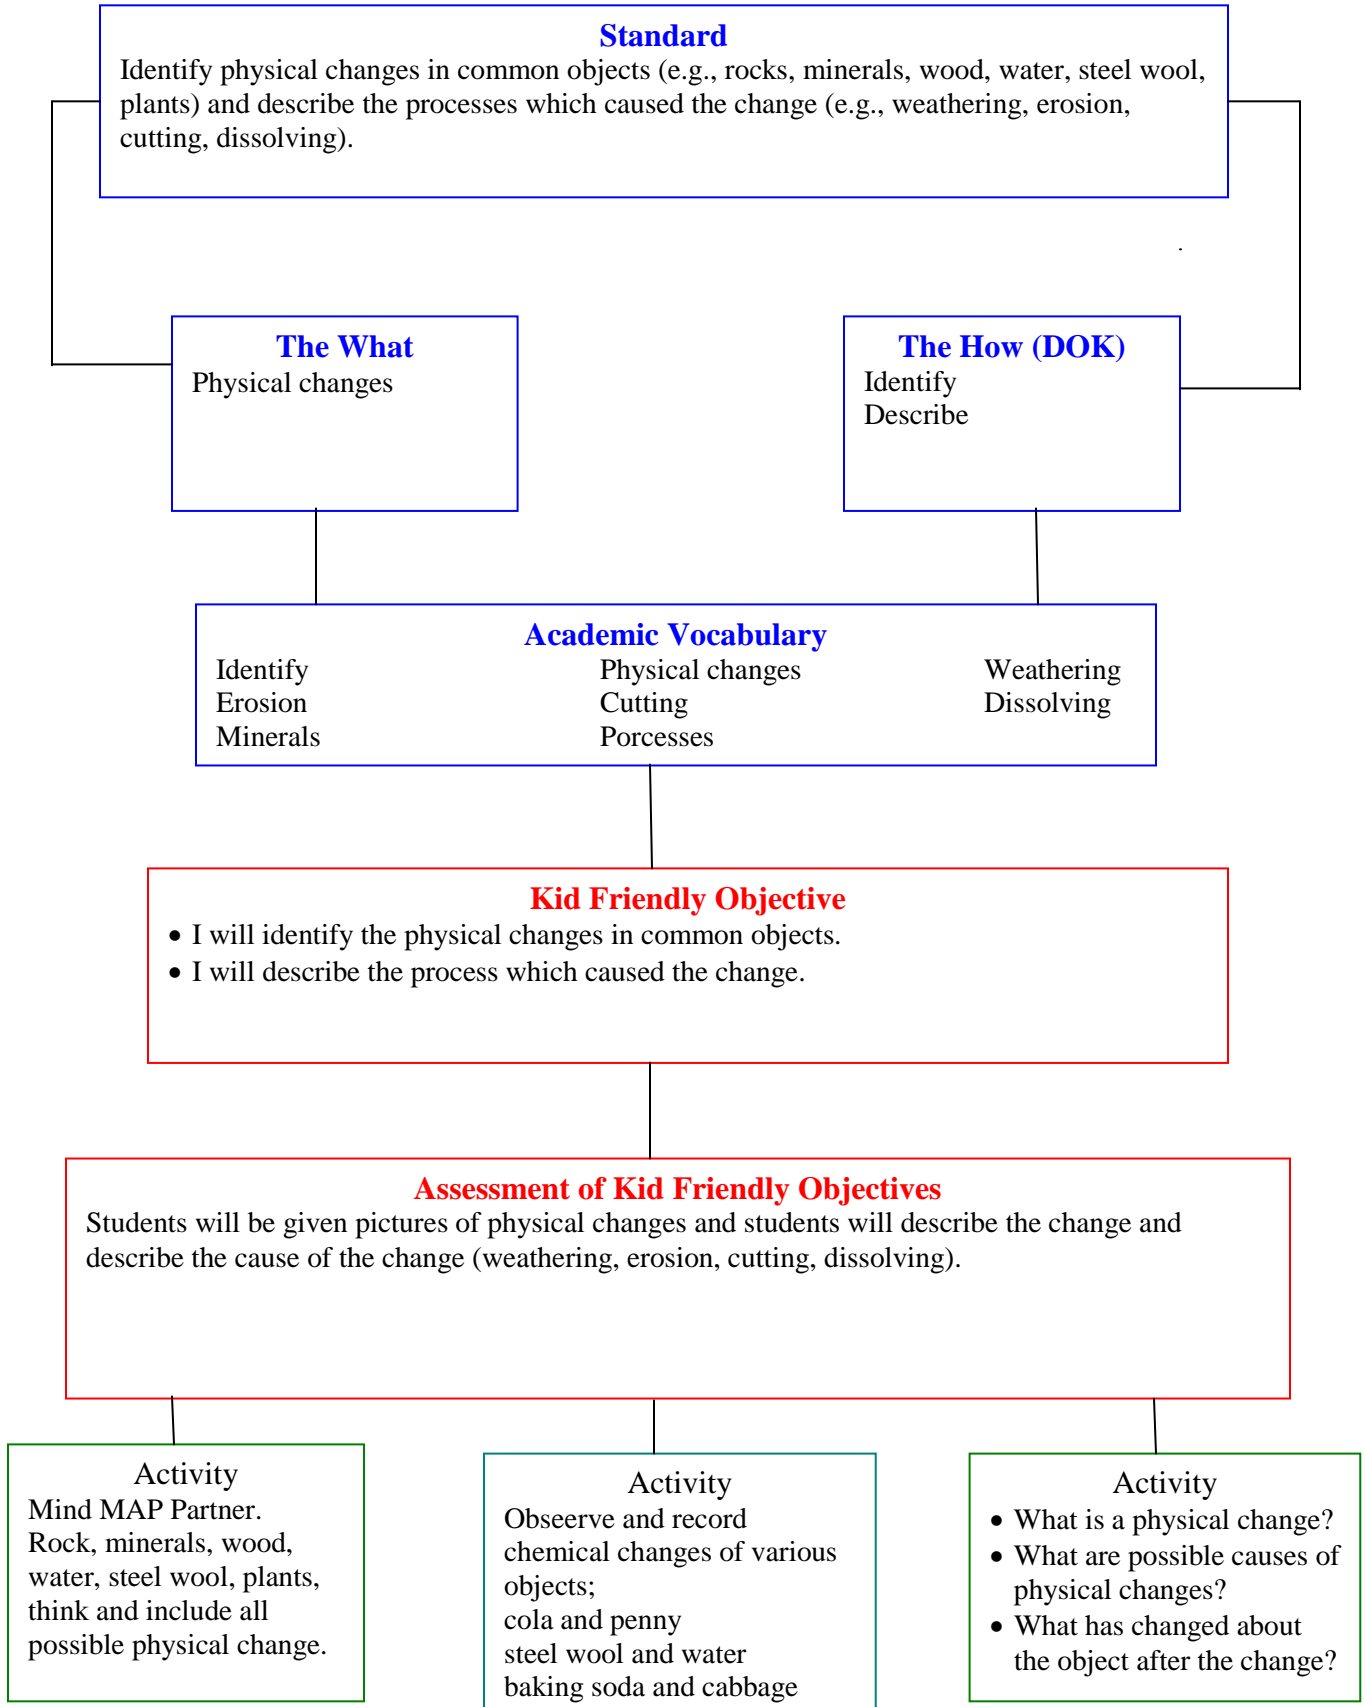 Standard
Identify physical changes in common objects (e.g., rocks, minerals, wood, water, steel wool,
plants) and describe the processes which caused the change (e.g., weathering, erosion,
cutting, dissolving).
The What
Physical changes
The How (DOK)
Identify
Describe
Academic Vocabulary
Identify Physical changes Weathering
Erosion Cutting Dissolving
Minerals Porcesses
Kid Friendly Objective
• I will identify the physical changes in common objects.
• I will describe the process which caused the change.
Assessment of Kid Friendly Objectives
Students will be given pictures of physical changes and students will describe the change and
describe the cause of the change (weathering, erosion, cutting, dissolving).
Activity
Mind MAP Partner.
Rock, minerals, wood,
water, steel wool, plants,
think and include all
possible physical change.
Activity
Obseerve and record
chemical changes of various
objects;
cola and penny
steel wool and water
baking soda and cabbage
Activity
• What is a physical change?
• What are possible causes of
physical changes?
• What has changed about
the object after the change?